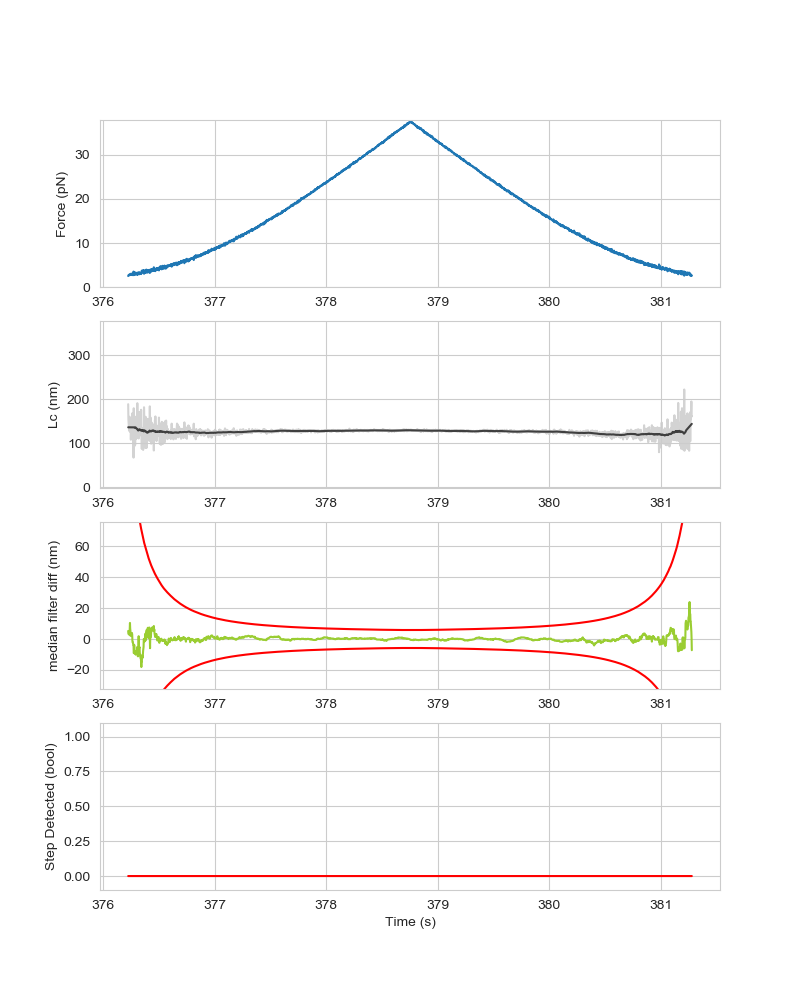 Force (pN)
30
20
10
0
376 377 378 379 380 381
Lc (nm)
300
200
100
0
376 377 378 379 380 381
median filter diff (nm)
60
40
20
0
−20
376 377 378 379 380 381
Step Detected (bool)
1.00
0.75
0.50
0.25
0.00
376 377 378 379 380 381
Time (s)